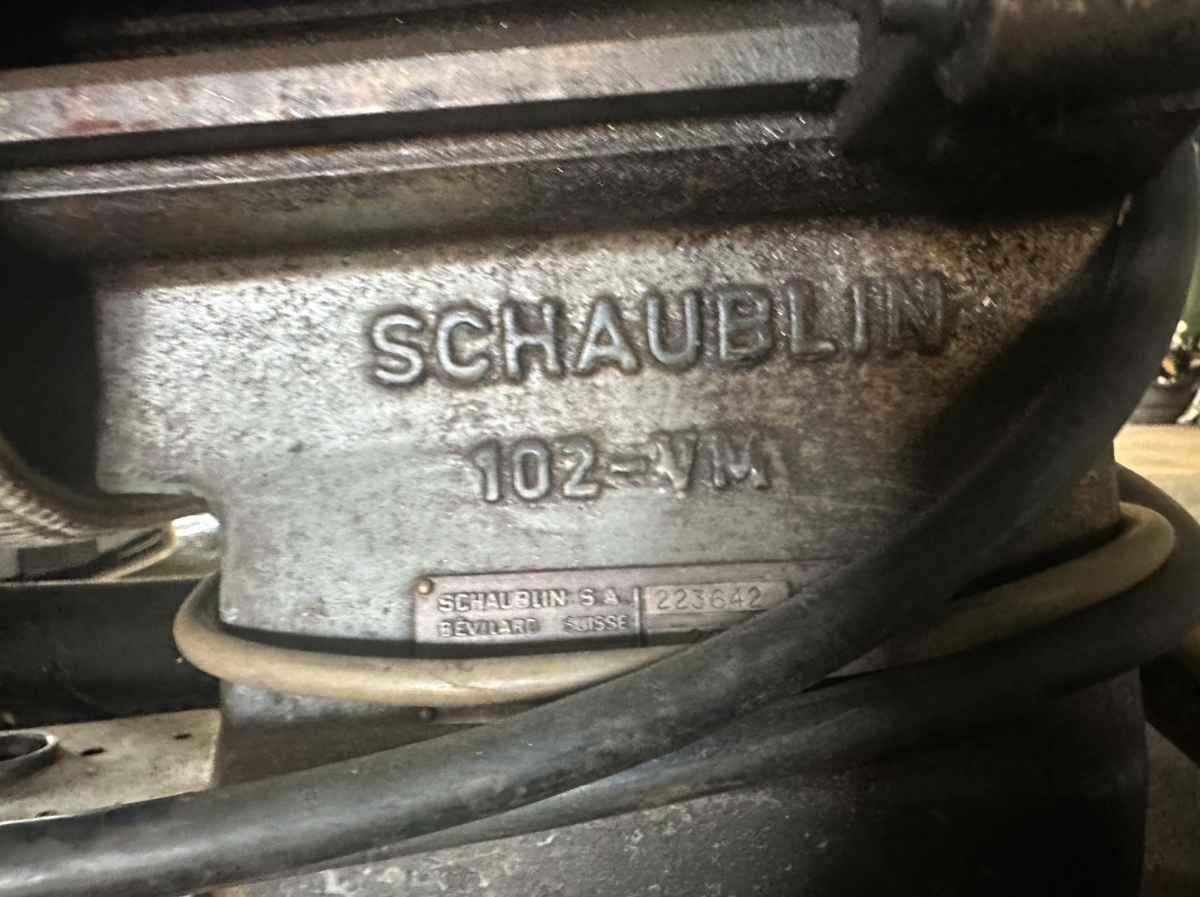 SCHAUBLIN
102-VM
SCHAUBLIN S.A. 223642
BÉVILARD SUISSE